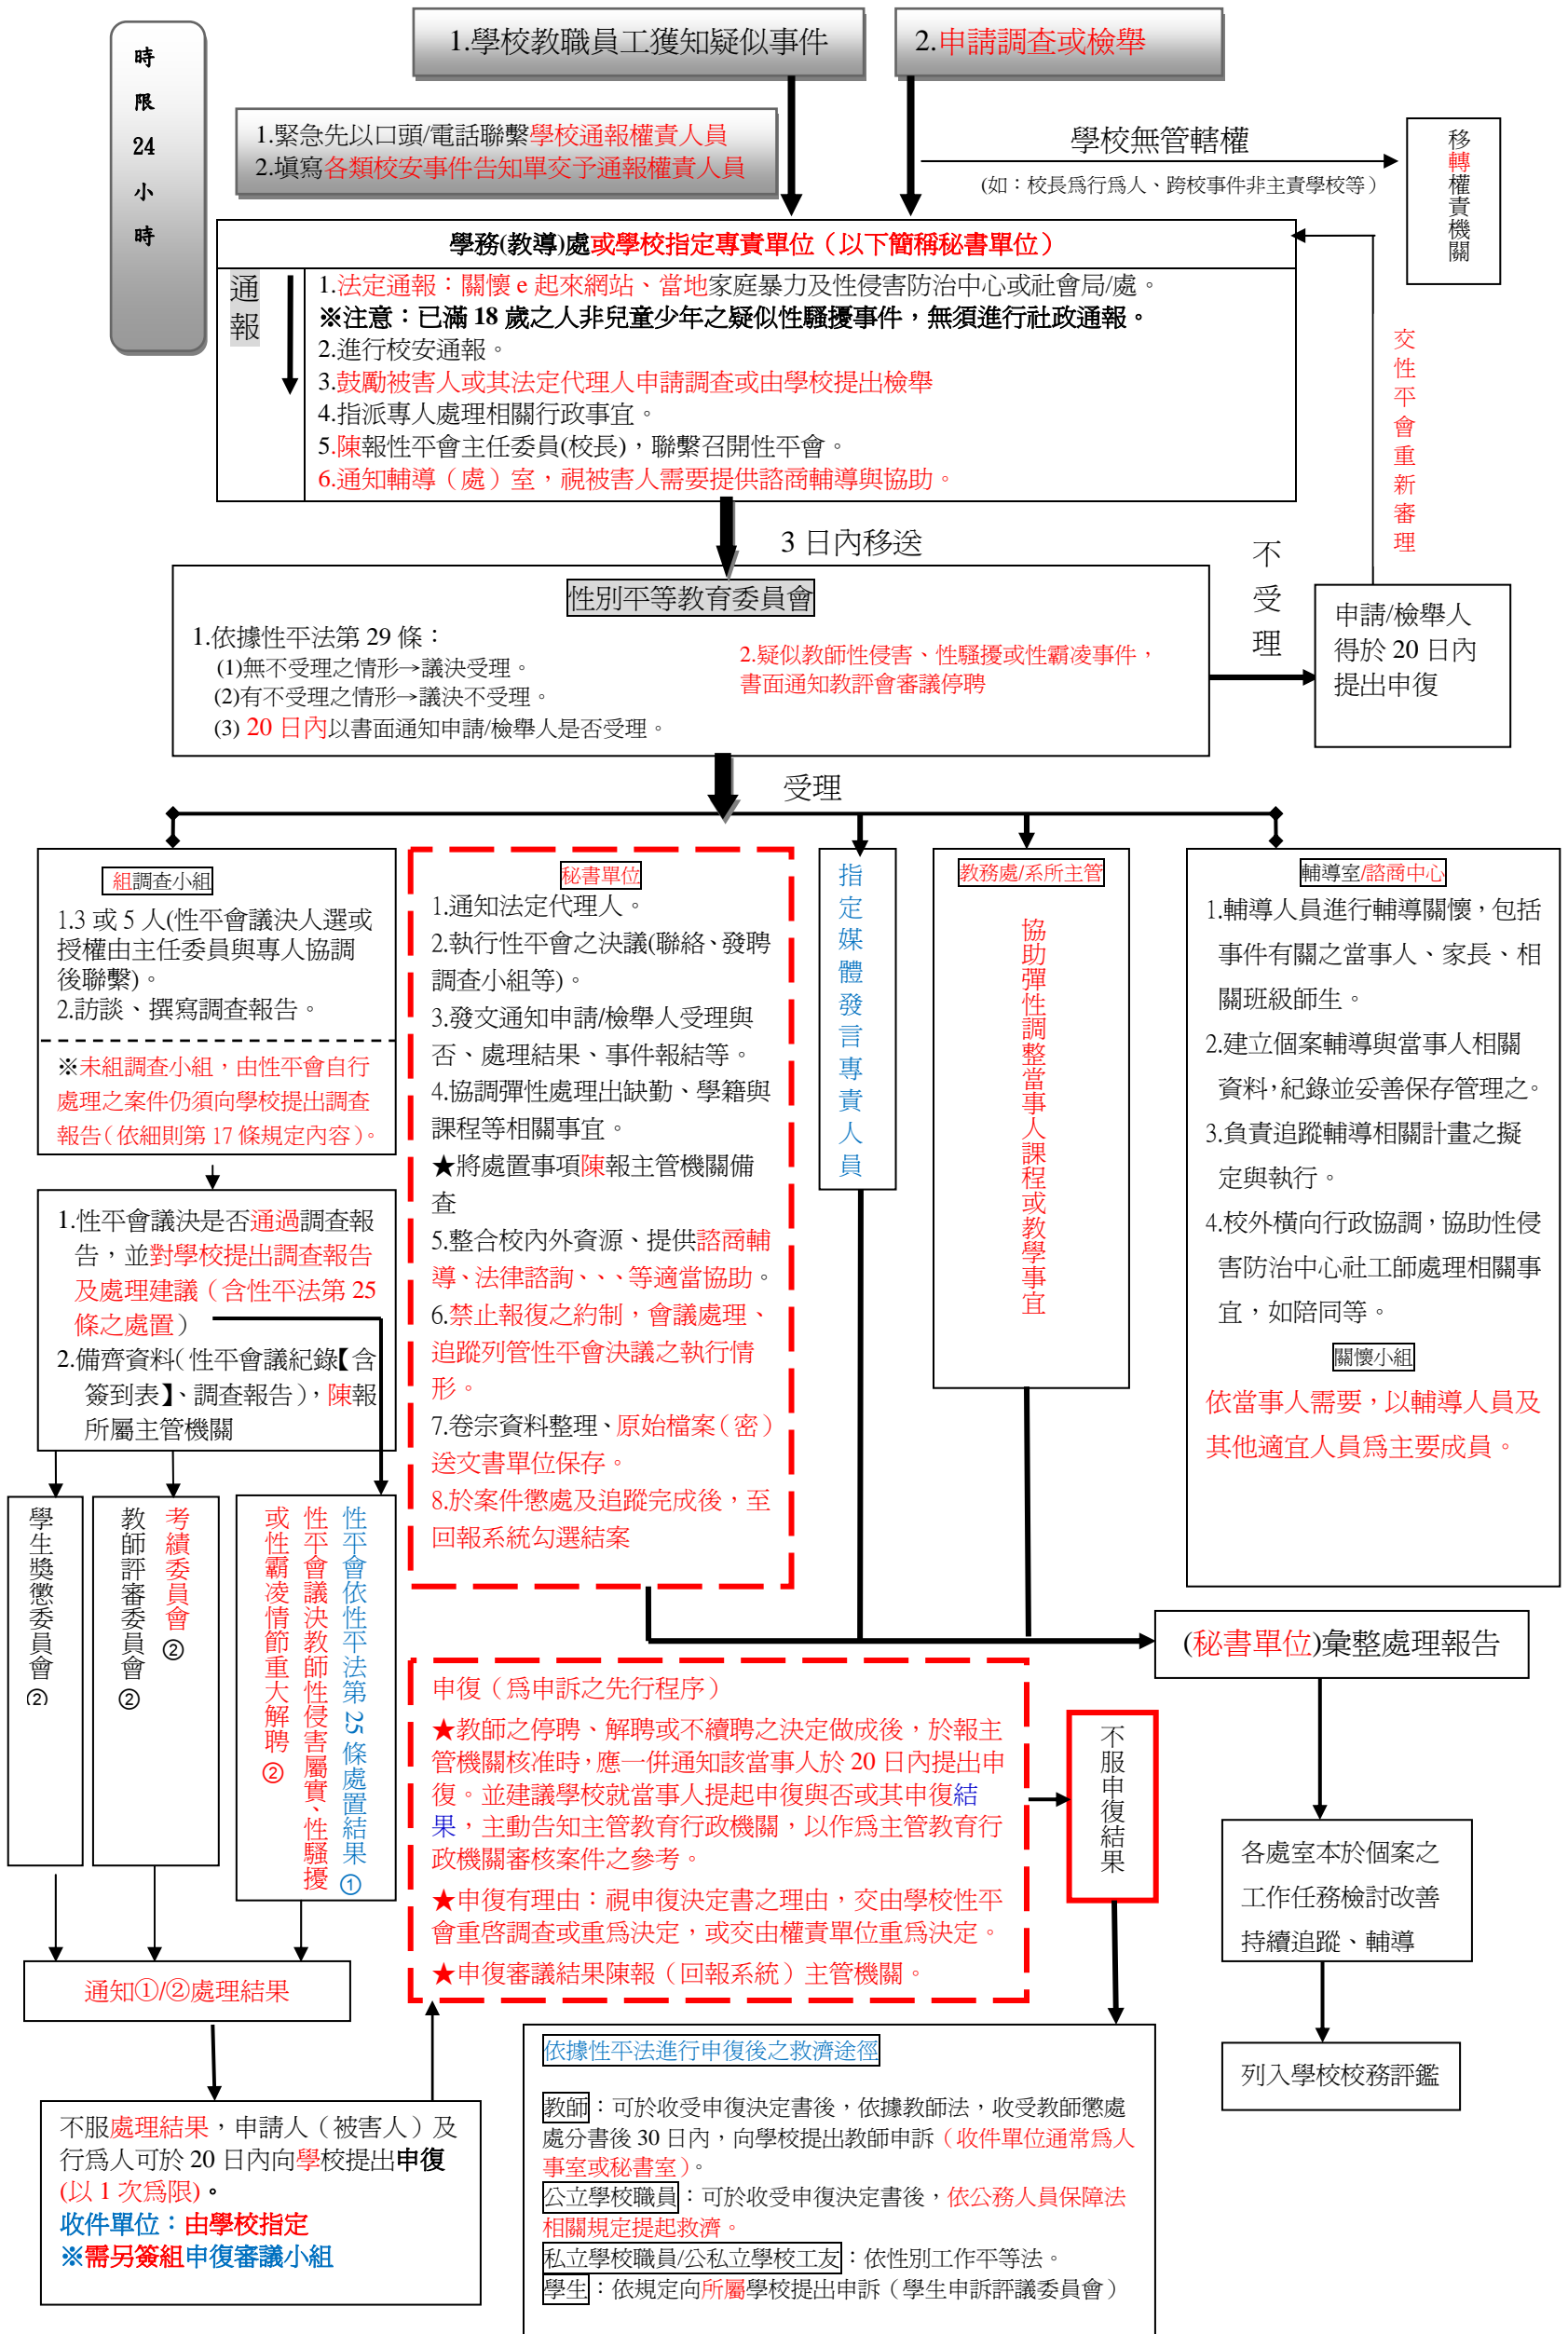 時
限
24
小
時
1.學校教職員工獲知疑似事件
2.申請調查或檢舉
1.緊急先以口頭/電話聯繫學校通報權責人員
2.填寫各類校安事件告知單交予通報權責人員
學校無管轄權
(如：校長為行為人、跨校事件非主責學校等)
移轉權責機關
學務(教導)處或學校指定專責單位（以下簡稱秘書單位）
通報
1.法定通報：關懷 e 起來網站、當地家庭暴力及性侵害防治中心或社會局/處。
※注意：已滿 18 歲之人非兒童少年之疑似性騷擾事件，無須進行社政通報。
2.進行校安通報。
3.鼓勵被害人或其法定代理人申請調查或由學校提出檢舉
4.指派專人處理相關行政事宜。
5.陳報性平會主任委員(校長)，聯繫召開性平會。
6.通知輔導（處）室，視被害人需要提供諮商輔導與協助。
交性平會重新審理
3 日內移送
性別平等教育委員會
1.依據性平法第 29 條：
(1)無不受理之情形→議決受理。
(2)有不受理之情形→議決不受理。
(3) 20 日內以書面通知申請/檢舉人是否受理。
2.疑似教師性侵害、性騷擾或性霸凌事件，
書面通知教評會審議停聘
不受理
申請/檢舉人
得於 20 日內
提出申復
受理
組調查小組
1.3 或 5 人(性平會議決人選或
授權由主任委員與專人協調
後聯繫)。
2.訪談、撰寫調查報告。
※未組調查小組，由性平會自行
處理之案件仍須向學校提出調查
報告（依細則第 17 條規定內容）。
1.性平會議決是否通過調查報
告，並對學校提出調查報告
及處理建議（含性平法第 25
條之處置）
2.備齊資料（性平會議紀錄【含
簽到表】、調查報告），陳報
所屬主管機關
秘書單位
1.通知法定代理人。
2.執行性平會之決議(聯絡、發聘
調查小組等)。
3.發文通知申請/檢舉人受理與
否、處理結果、事件報結等。
4.協調彈性處理出缺勤、學籍與
課程等相關事宜。
★將處置事項陳報主管機關備
查
5.整合校內外資源、提供諮商輔
導、法律諮詢、、、等適當協助。
6.禁止報復之約制，會議處理、
追蹤列管性平會決議之執行情
形。
7.卷宗資料整理、原始檔案（密）
送文書單位保存。
8.於案件懲處及追蹤完成後，至
回報系統勾選結案
指定媒體發言專責人員
教務處/系所主管
協助彈性調整當事人課程或教學事宜
輔導室/諮商中心
1.輔導人員進行輔導關懷，包括
事件有關之當事人、家長、相
關班級師生。
2.建立個案輔導與當事人相關
資料，紀錄並妥善保存管理之。
3.負責追蹤輔導相關計畫之擬
定與執行。
4.校外橫向行政協調，協助性侵
害防治中心社工師處理相關事
宜，如陪同等。
關懷小組
依當事人需要，以輔導人員及
其他適宜人員為主要成員。
學生獎懲委員會②
考績委員會②
教師評審委員會②
性平會依性平法第 25 條處置結果①
性平會議決教師性侵害屬實、性騷擾
或性霸凌情節重大解聘②
通知①/②處理結果
不服處理結果，申請人（被害人）及
行為人可於 20 日內向學校提出申復
(以 1 次為限)。
收件單位：由學校指定
※需另簽組申復審議小組
申復（為申訴之先行程序）
★教師之停聘、解聘或不續聘之決定做成後，於報主
管機關核准時，應一併通知該當事人於 20 日內提出申
復。並建議學校就當事人提起申復與否或其申復結
果，主動告知主管教育行政機關，以作為主管教育行
政機關審核案件之參考。
★申復有理由：視申復決定書之理由，交由學校性平
會重啟調查或重為決定，或交由權責單位重為決定。
★申復審議結果陳報（回報系統）主管機關。
不服申復結果
(秘書單位)彙整處理報告
各處室本於個案之
工作任務檢討改善
持續追蹤、輔導
列入學校校務評鑑
依據性平法進行申復後之救濟途徑
教師：可於收受申復決定書後，依據教師法，收受教師懲處
處分書後 30 日內，向學校提出教師申訴（收件單位通常為人
事室或秘書室）。
公立學校職員：可於收受申復決定書後，依公務人員保障法
相關規定提起救濟。
私立學校職員/公私立學校工友：依性別工作平等法。
學生：依規定向所屬學校提出申訴（學生申訴評議委員會）